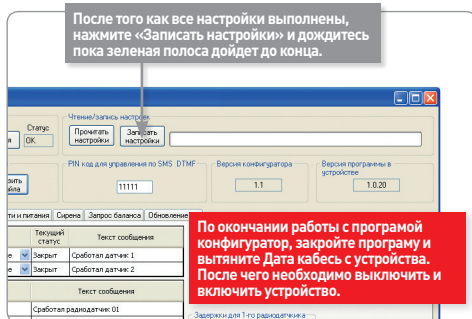 После того как все настройки выполнены,
нажмите «Записать настройки» и дождитесь
пока зеленая полоса дойдет до конца.
Чтение/запись настроек
Статус
OK
Прочитать
настройки
Записать
настройки
PIN код для управления по SMS DTMF
11111
Версия конфигуратора
1.1
Версия программы в
устройстве
1.0.20
Сирена
Запрос баланса
Обновление
и питания
Текущий
статус
Текст сообщения
Закрыт
Сработал датчик 1
Закрыт
Сработал датчик 2
Текст сообщения
Сработал радиодатчик 01
По окончании работы с програмой
конфигуратор, закройте програму и
вытяните Дата кабесь с устройства.
После чего необходимо выключить и
включить устройство.
Задержки для 1-го радиодатчика